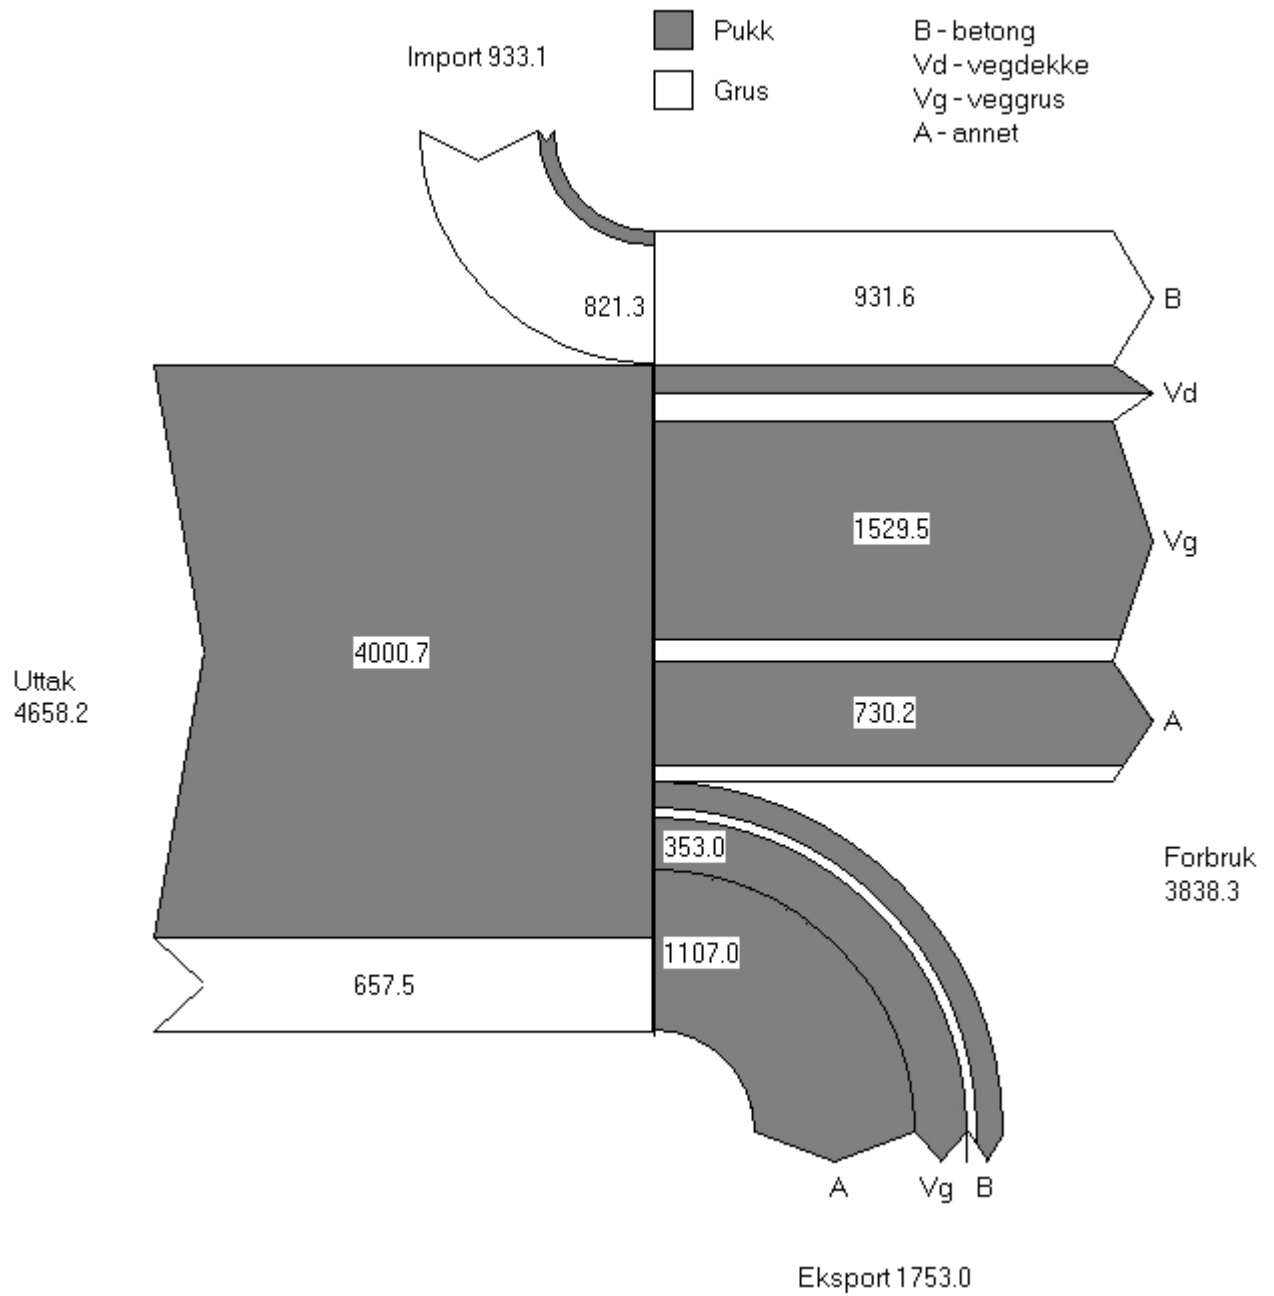 Import 933.1
Pukk
Grus
B - betong
Vd - vegdekke
Vg - veggrus
A - annet
821.3
931.6
B
Vd
1529.5
Vg
4000.7
Uttak
4658.2
730.2
A
353.0
Forbruk
3838.3
1107.0
657.5
A
Vg
B
Eksport 1753.0